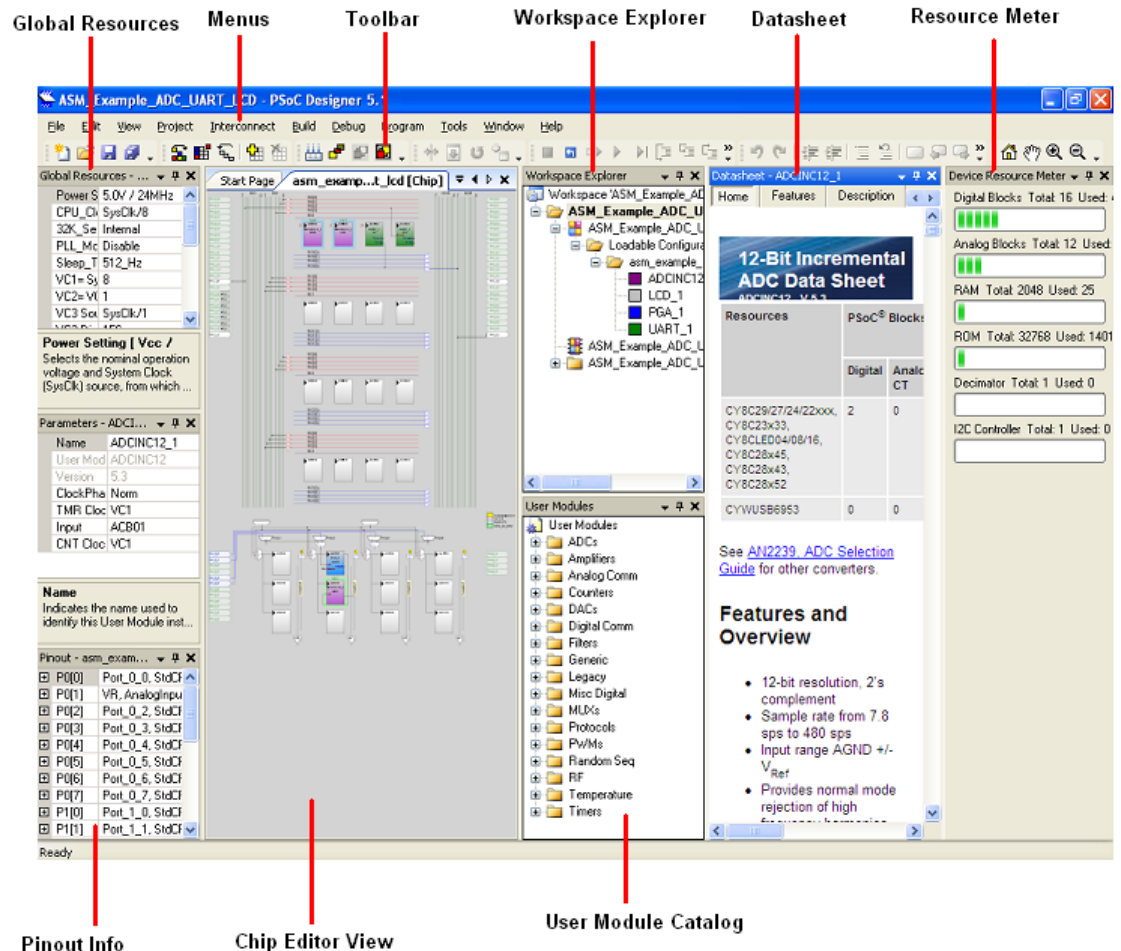 Global Resources
Menus
Toolbar
Workspace Explorer
Datasheet
Resource Meter
ASM_Example_ADC_UART_LCD - PSoC Designer 5.
File Edit View Project Interconnect Build Debug Program Tools Window Help
Global Resources - ...
Power S 5.0V / 24MHz
CPU_Cl SysClk/8
32K_Se Internal
PLL_Mc Disable
Sleep_T 512_Hz
VC1= Sy 8
VC2= V 1
VC3 Sou SysClk/1
Power Setting [ Vcc /
Selects the nominal operation
voltage and System Clock
(SysClk) source, from which ...
Parameters - ADCI...
Name ADCINC12_1
User Mod ADCINC12
Version 5.3
ClockPha Norm
TMR Cloc VC1
Input ACB01
CNT Cloc VC1
Name
Indicates the name used to
identify this User Module inst...
Pinout - asm_exam...
P0[0] Port_0_0, StdCF
P0[1] VR, AnalogInpu
P0[2] Port_0_2, StdCF
P0[3] Port_0_3, StdCF
P0[4] Port_0_4, StdCF
P0[5] Port_0_5, StdCF
P0[6] Port_0_6, StdCF
P0[7] Port_0_7, StdCF
P1[0] Port_1_0, StdCF
P1[1] Port_1_1, StdCF
Ready
Start Page
asm_examp...t_lcd [Chip]
Workspace Explorer
Workspace 'ASM_Example_AD
ASM_Example_ADC_U
ASM_Example_ADC_U
Loadable Configura
asm_example_
ADCINC12
LCD_1
PGA_1
UART_1
ASM_Example_ADC_U
ASM_Example_ADC_U
User Modules
User Modules
ADCs
Amplifiers
Analog Comm
Counters
DACs
Digital Comm
Filters
Generic
Legacy
Misc Digital
MUXs
Protocols
PWMs
Random Seq
RF
Temperature
Timers
Datasheet - ADCINC12_1
Home Features Description
12-Bit Incremental
ADC Data Sheet
ADCINC12 V 5.3
Resources PSoC® Blocks
Digital Analo
CT
CY8C29/27/24/22xxx, 2 0
CY8C23x33,
CY8CLED04/08/16,
CY8C28x45,
CY8C28x43,
CY8C28x52
CYWUSB6953 0 0
See AN2239, ADC Selection
Guide for other converters.
Features and
Overview
• 12-bit resolution, 2's
complement
• Sample rate from 7.8
sps to 480 sps
• Input range AGND +/-
VRef
• Provides normal mode
rejection of high
frequency harmonics
Device Resource Meter
Digital Blocks Total: 16 Used: 4
Analog Blocks Total: 12 Used:
RAM Total: 2048 Used: 25
ROM Total: 32768 Used: 1401
Decimator Total: 1 Used: 0
I2C Controller Total: 1 Used: 0
Pinout Info
Chip Editor View
User Module Catalog